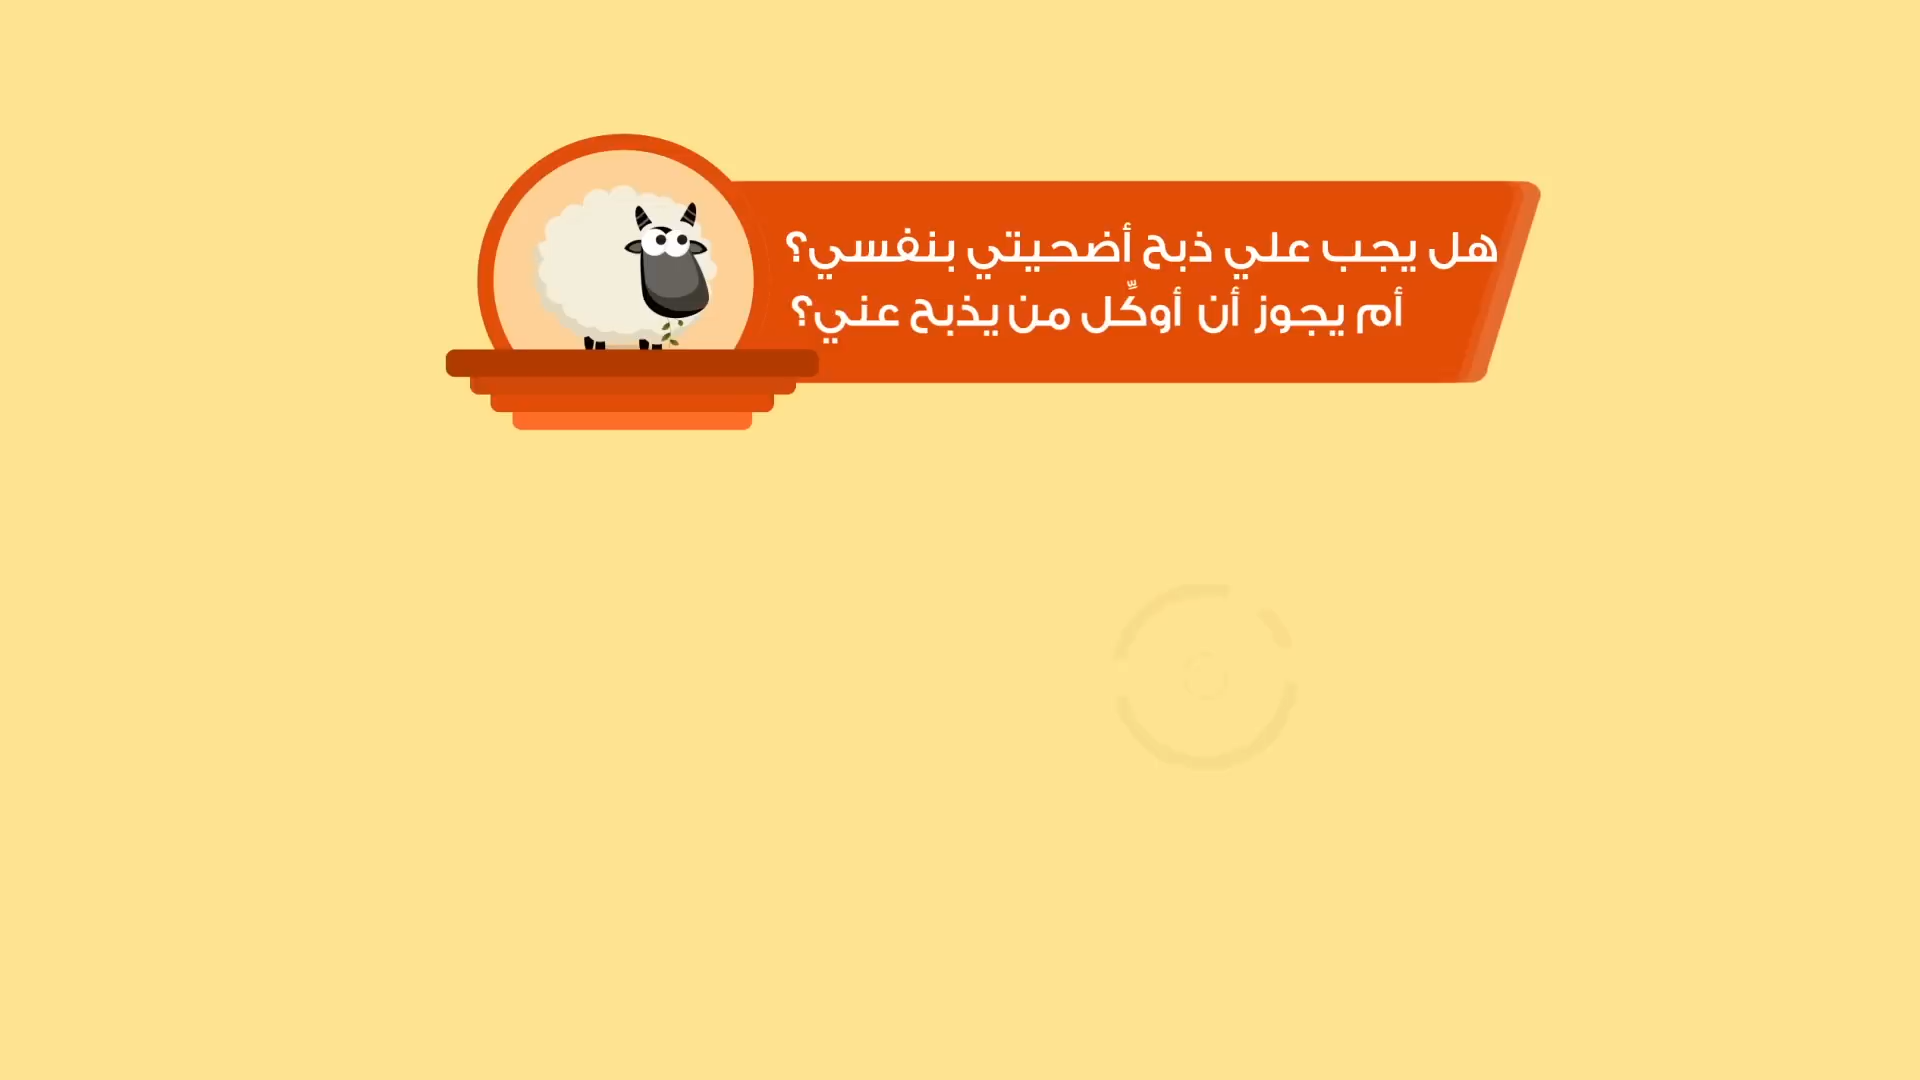 هل يجب علي ذبح أضحيتي بنفسي؟
أم يجوز أن أوكِّل من يذبح عني؟